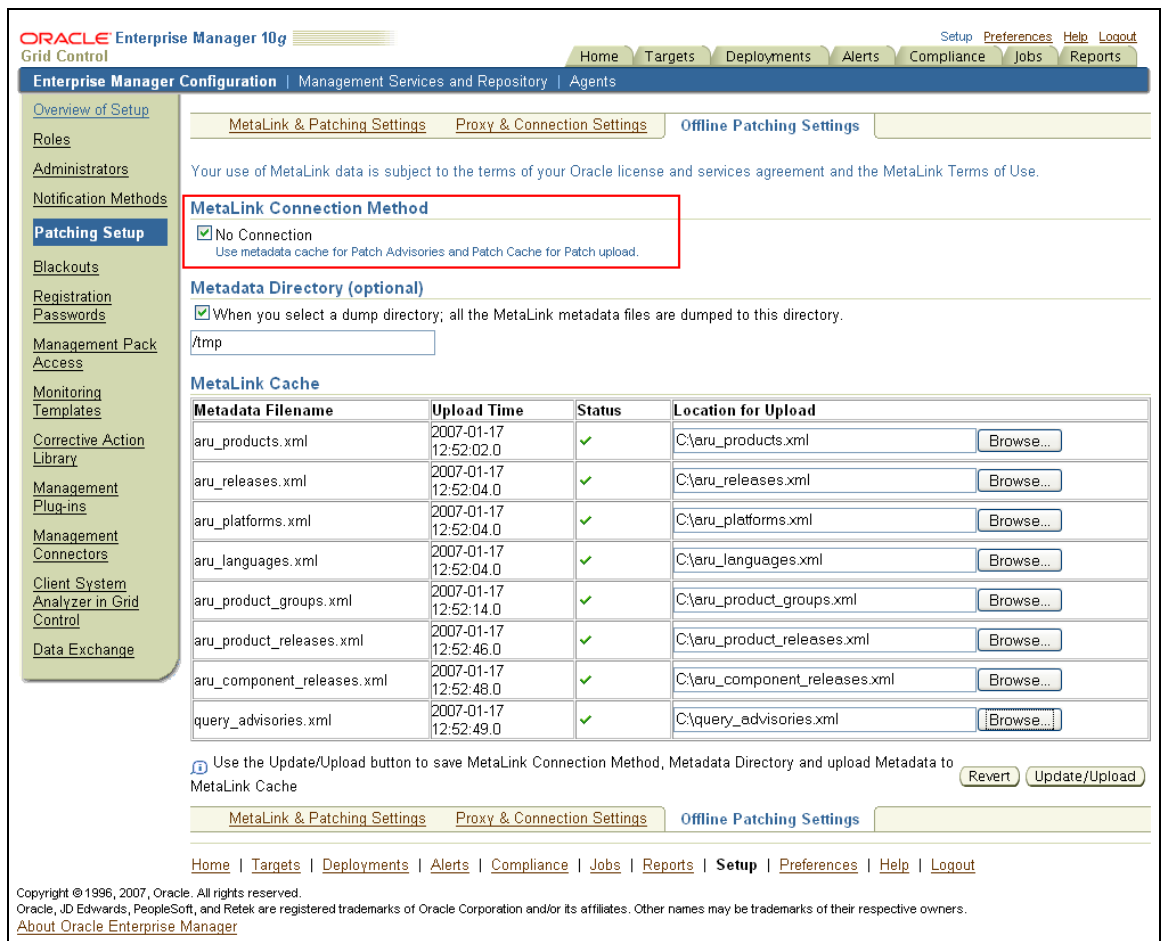 ORACLE Enterprise Manager 10g
Grid Control
Setup Preferences Help Logout
Home Targets Deployments Alerts Compliance Jobs Reports
Enterprise Manager Configuration | Management Services and Repository | Agents
Overview of Setup
Roles
Administrators
Notification Methods
Patching Setup
Blackouts
Registration
Passwords
Management Pack
Access
Monitoring
Templates
Corrective Action
Library
Management
Plug-ins
Management
Connectors
Client System
Analyzer in Grid
Control
Data Exchange
MetaLink & Patching Settings Proxy & Connection Settings Offline Patching Settings
Your use of MetaLink data is subject to the terms of your Oracle license and services agreement and the MetaLink Terms of Use.
MetaLink Connection Method
No Connection
Use metadata cache for Patch Advisories and Patch Cache for Patch upload.
Metadata Directory (optional)
When you select a dump directory; all the MetaLink metadata files are dumped to this directory.
/tmp
MetaLink Cache
Metadata Filename Upload Time Status Location for Upload
aru_products.xml 2007-01-17 12:52:02.0 C:\aru_products.xml Browse...
aru_releases.xml 2007-01-17 12:52:04.0 C:\aru_releases.xml Browse...
aru_platforms.xml 2007-01-17 12:52:04.0 C:\aru_platforms.xml Browse...
aru_languages.xml 2007-01-17 12:52:04.0 C:\aru_languages.xml Browse...
aru_product_groups.xml 2007-01-17 12:52:14.0 C:\aru_product_groups.xml Browse...
aru_product_releases.xml 2007-01-17 12:52:46.0 C:\aru_product_releases.xml Browse...
aru_component_releases.xml 2007-01-17 12:52:48.0 C:\aru_component_releases.xml Browse...
query_advisories.xml 2007-01-17 12:52:49.0 C:\query_advisories.xml Browse...
Use the Update/Upload button to save MetaLink Connection Method, Metadata Directory and upload Metadata to
MetaLink Cache
Revert Update/Upload
MetaLink & Patching Settings Proxy & Connection Settings Offline Patching Settings
Home | Targets | Deployments | Alerts | Compliance | Jobs | Reports | Setup | Preferences | Help | Logout
Copyright © 1996, 2007, Oracle. All rights reserved.
Oracle, JD Edwards, PeopleSoft, and Retek are registered trademarks of Oracle Corporation and/or its affiliates. Other names may be trademarks of their respective owners.
About Oracle Enterprise Manager